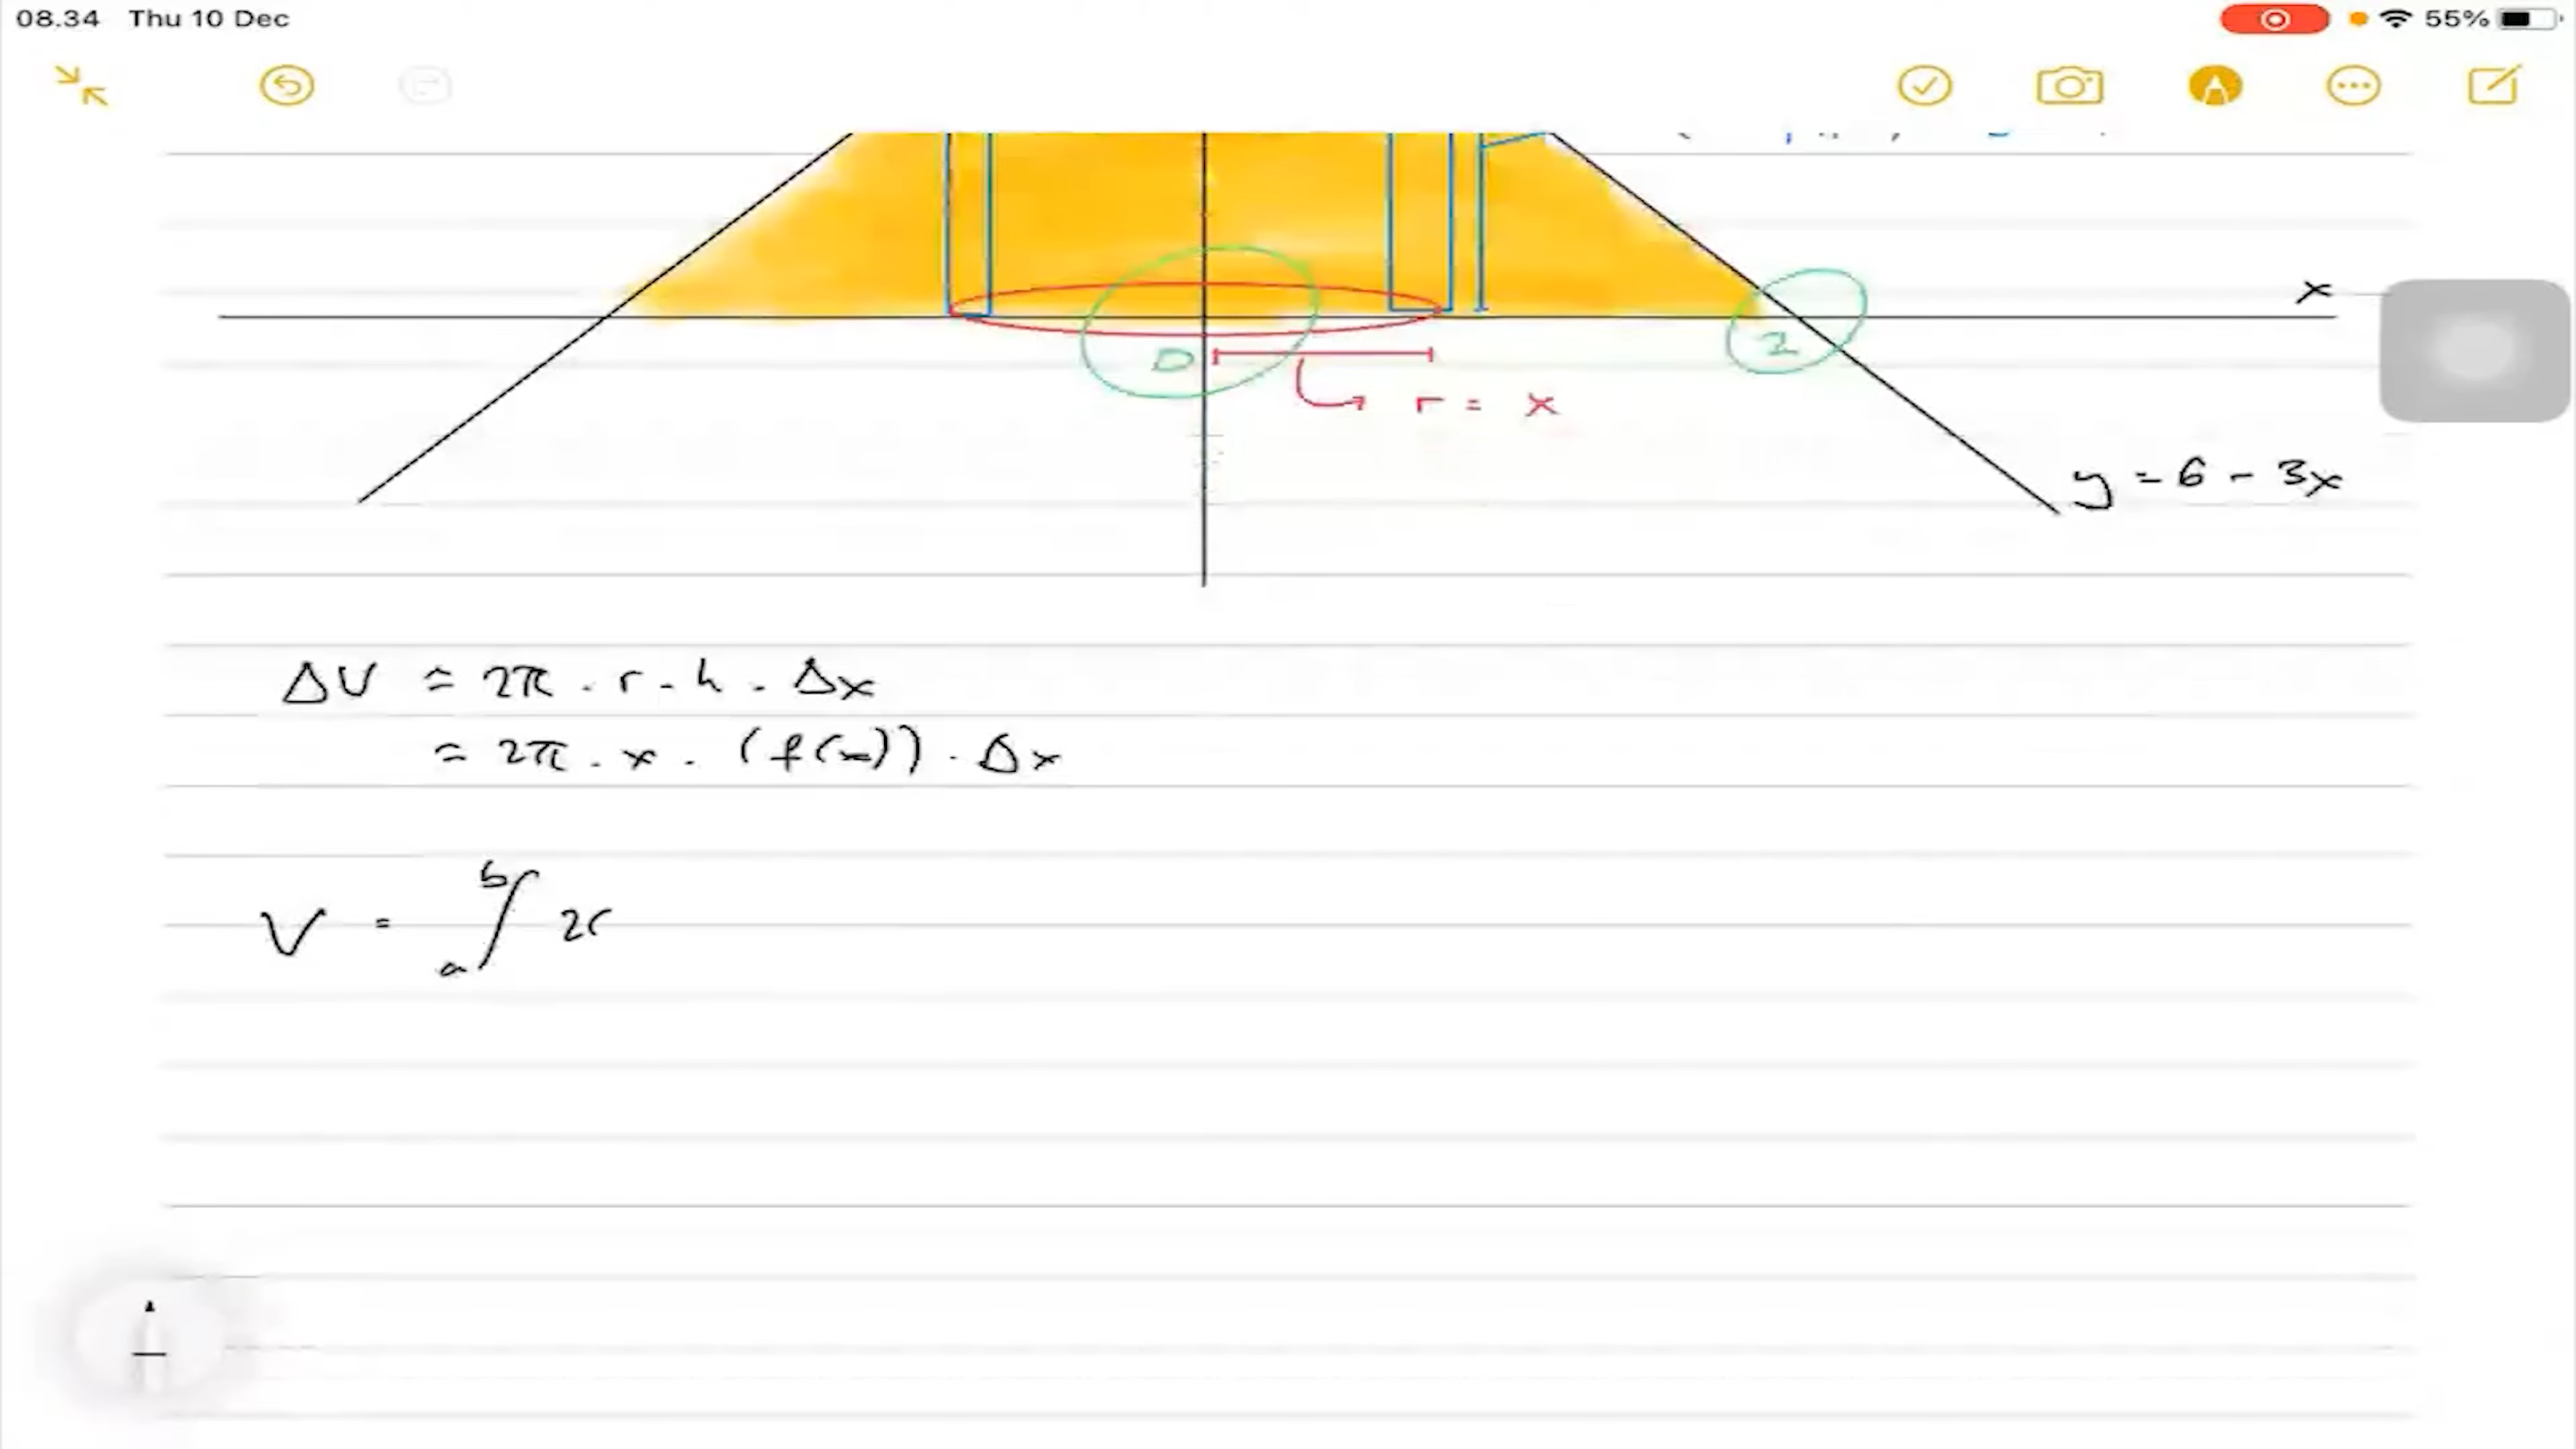 08.34 Thu 10 Dec
55%
x
0
2
r = x
y = 6 - 3x
ΔV ≈ 2π . r . h . Δx
≈ 2π . x . (f(x)) . Δx
b
V = ∫ 2
a